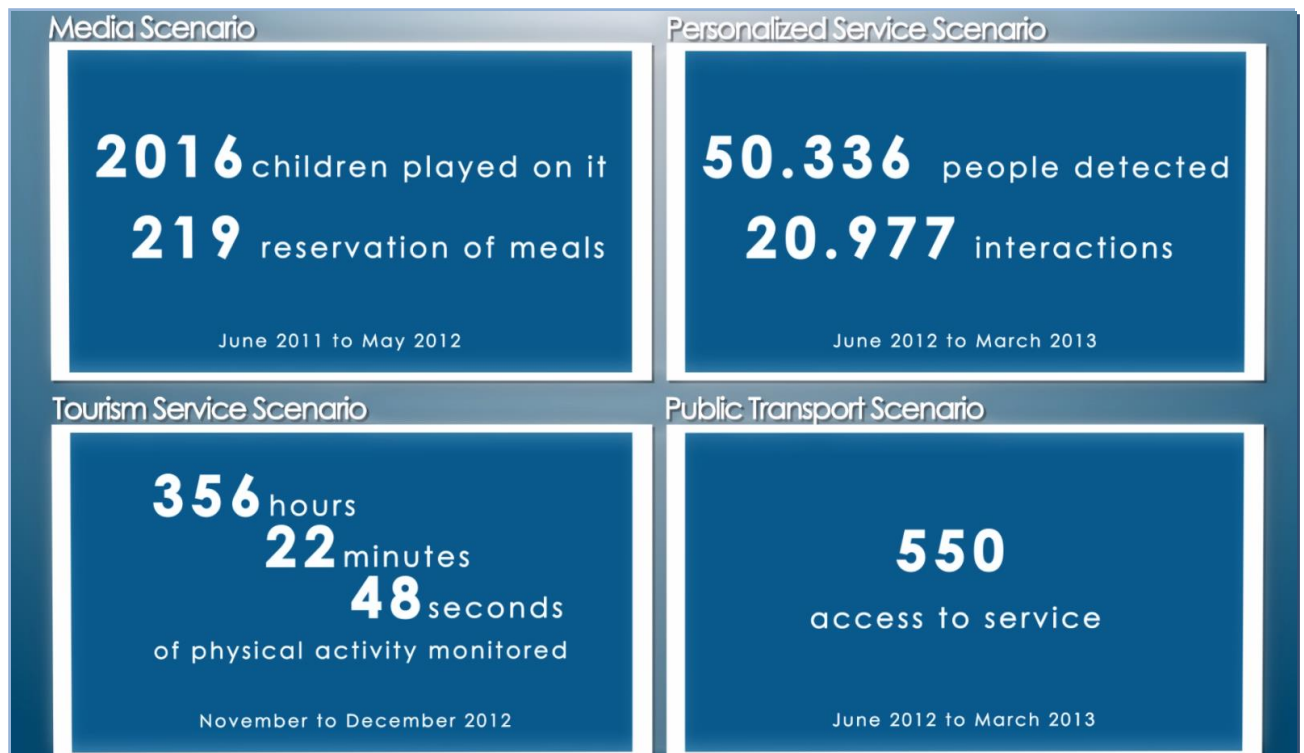 Media Scenario
2016 children played on it
219 reservation of meals
June 2011 to May 2012
Personalized Service Scenario
50.336 people detected
20.977 interactions
June 2012 to March 2013
Tourism Service Scenario
356 hours
22 minutes
48 seconds
of physical activity monitored
November to December 2012
Public Transport Scenario
550
access to service
June 2012 to March 2013